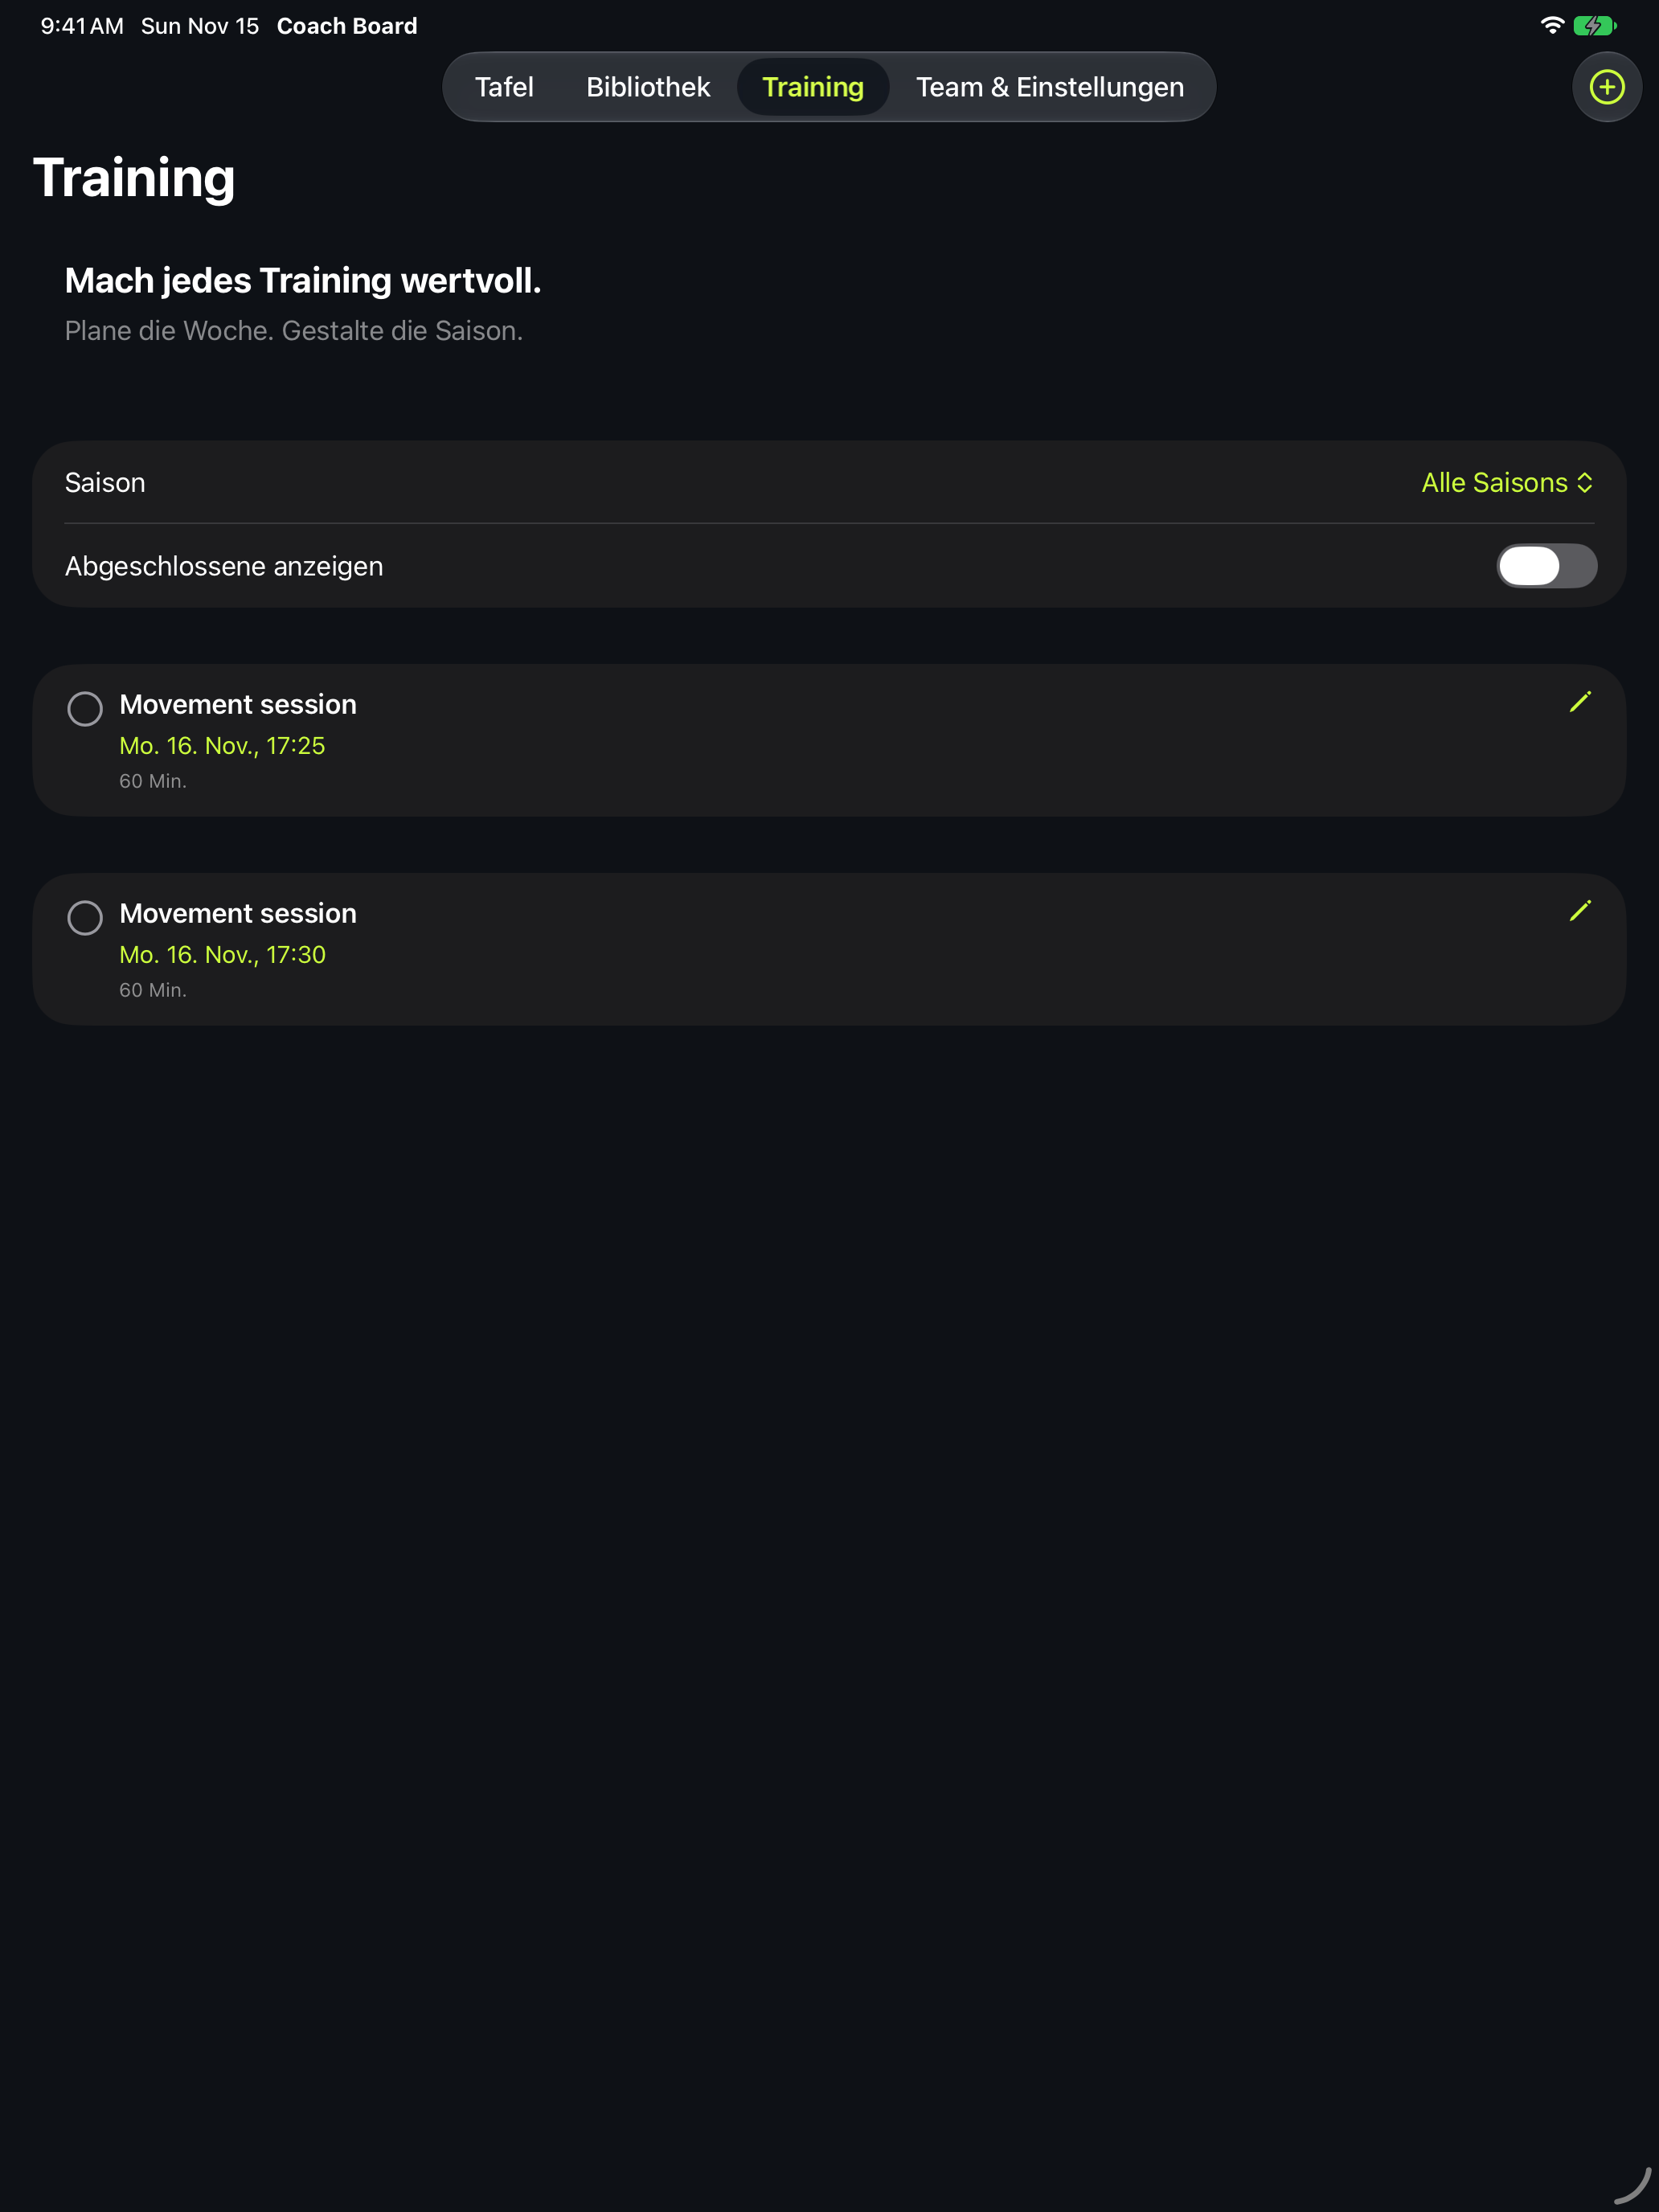 9:41 AM Sun Nov 15 Coach Board
Tafel Bibliothek Training Team & Einstellungen
Training
Mach jedes Training wertvoll.
Plane die Woche. Gestalte die Saison.
Saison Alle Saisons
Abgeschlossene anzeigen
Movement session
Mo. 16. Nov., 17:25
60 Min.
Movement session
Mo. 16. Nov., 17:30
60 Min.